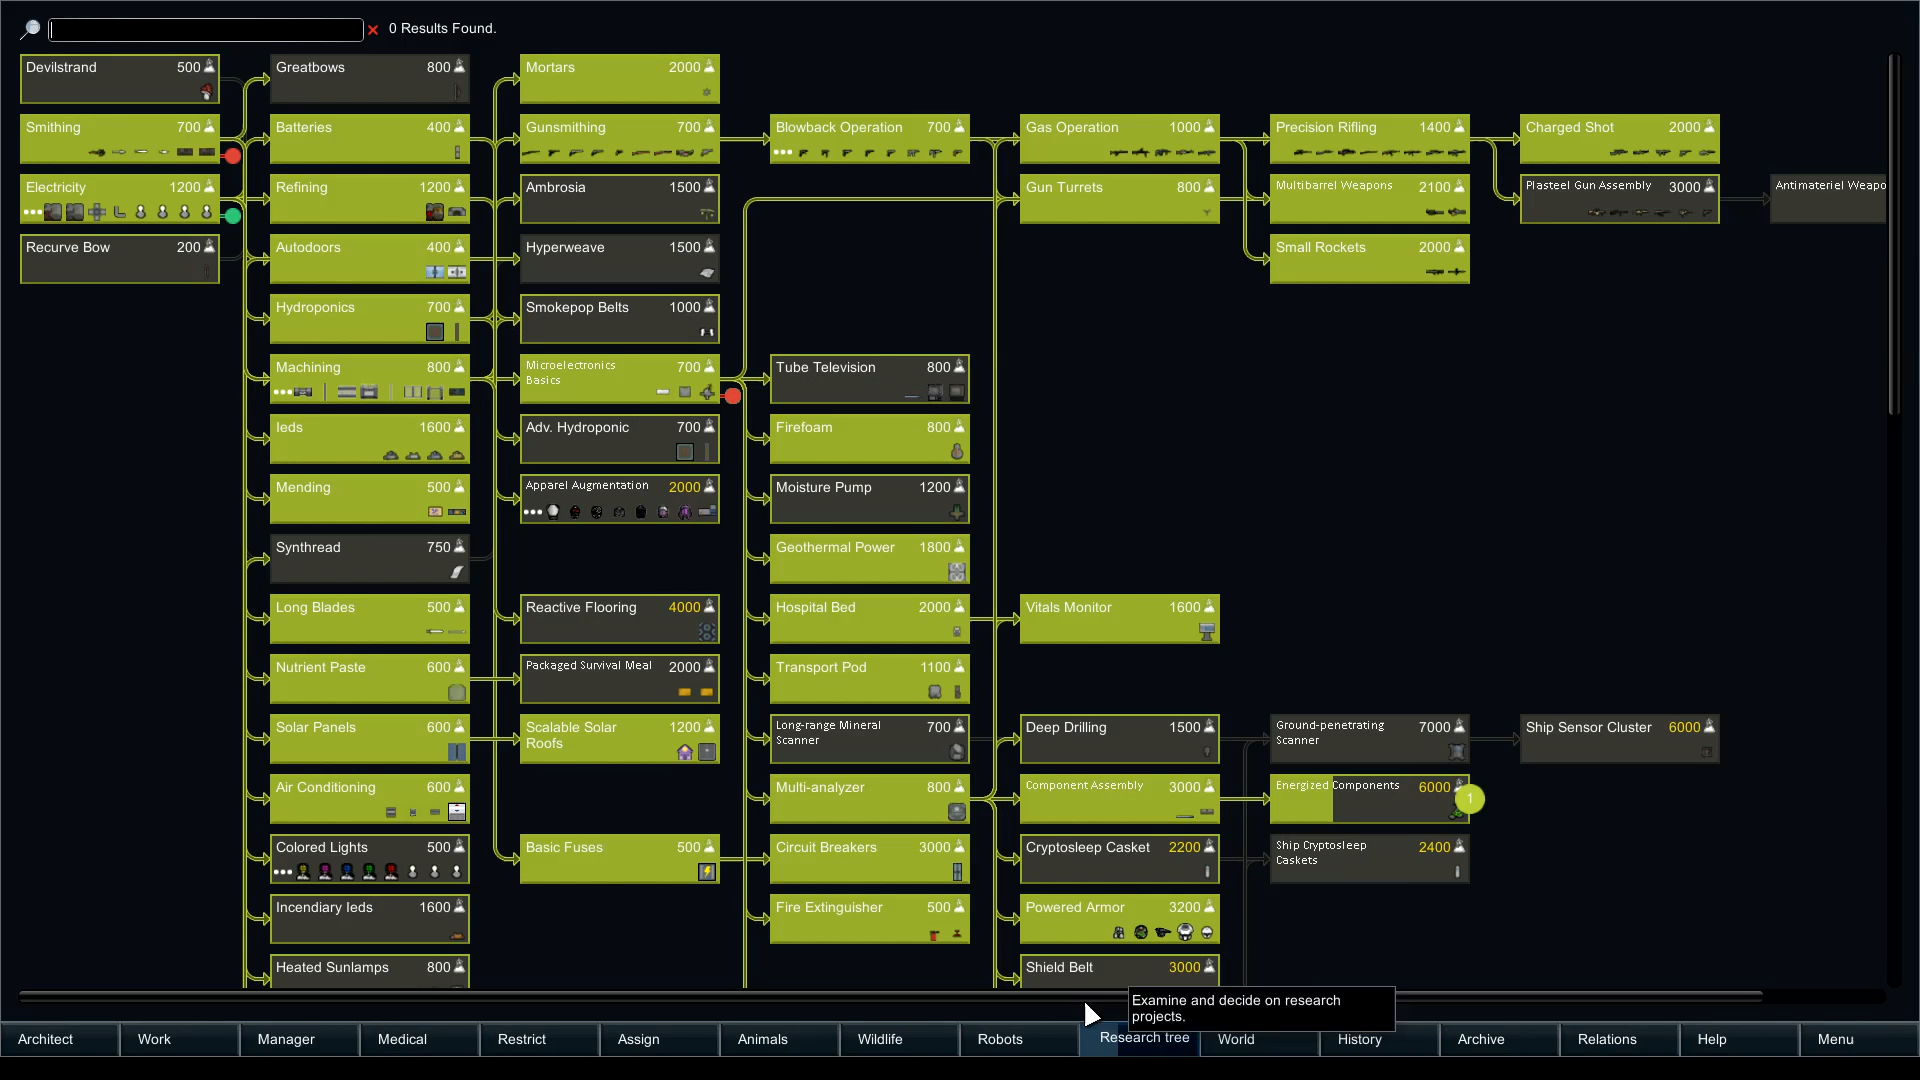 0 Results Found.
Devilstrand 500
Greatbows 800
Mortars 2000
Smithing 700
Batteries 400
Gunsmithing 700
Blowback Operation 700
Gas Operation 1000
Precision Rifling 1400
Charged Shot 2000
Electricity 1200
Refining 1200
Ambrosia 1500
Gun Turrets 800
Multibarrel Weapons 2100
Plasteel Gun Assembly 3000
Antimateriel Weapo
Recurve Bow 200
Autodoors 400
Hyperweave 1500
Small Rockets 2000
Hydroponics 700
Smokepop Belts 1000
Machining 800
Microelectronics
Basics
700
Tube Television 800
Ieds 1600
Adv. Hydroponic 700
Firefoam 800
Mending 500
Apparel Augmentation 2000
Moisture Pump 1200
Synthread 750
Geothermal Power 1800
Long Blades 500
Reactive Flooring 4000
Hospital Bed 2000
Vitals Monitor 1600
Nutrient Paste 600
Packaged Survival Meal 2000
Transport Pod 1100
Solar Panels 600
Scalable Solar
Roofs
1200
Long-range Mineral
Scanner
700
Deep Drilling 1500
Ground-penetrating
Scanner
7000
Ship Sensor Cluster 6000
Air Conditioning 600
Multi-analyzer 800
Component Assembly 3000
Energized Components 6000
1
Colored Lights 500
Basic Fuses 500
Circuit Breakers 3000
Cryptosleep Casket 2200
Ship Cryptosleep
Caskets
2400
Incendiary Ieds 1600
Fire Extinguisher 500
Powered Armor 3200
Heated Sunlamps 800
Shield Belt 3000
Examine and decide on research
projects.
Architect Work Manager Medical Restrict Assign Animals Wildlife Robots Research tree World History Archive Relations Help Menu